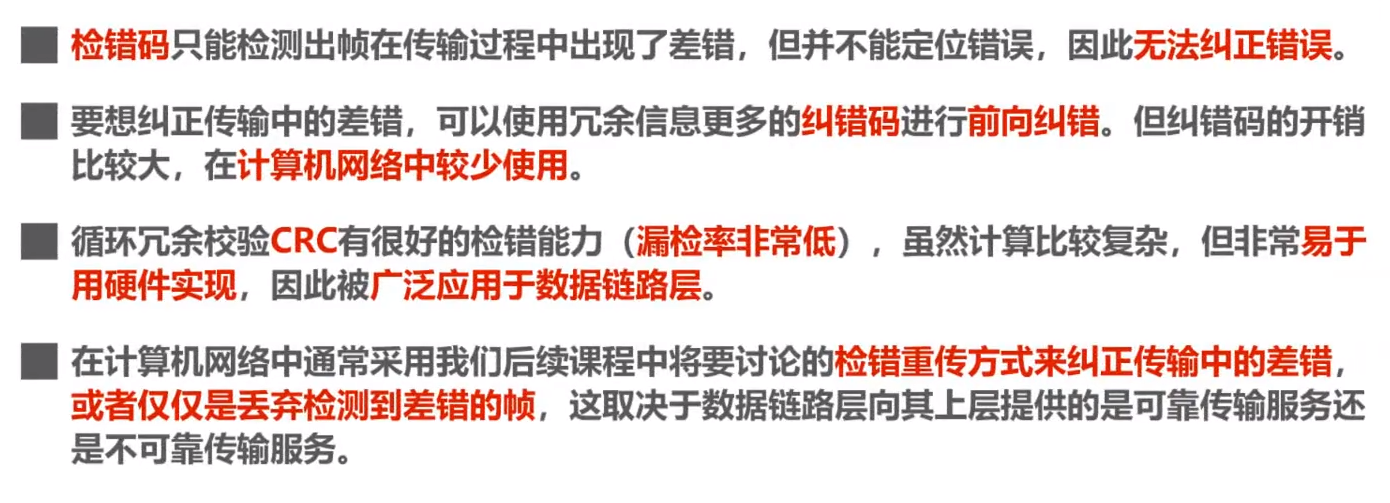 检错码只能检测出帧在传输过程中出现了差错，但并不能定位错误，因此无法纠正错误。
要想纠正传输中的差错，可以使用冗余信息更多的纠错码进行前向纠错。但纠错码的开销
比较大，在计算机网络中较少使用。
循环冗余校验CRC有很好的检错能力（漏检率非常低），虽然计算比较复杂，但非常易于
用硬件实现，因此被广泛应用于数据链路层。
在计算机网络中通常采用我们后续课程中将要讨论的检错重传方式来纠正传输中的差错，
或者仅仅是丢弃检测到差错的帧，这取决于数据链路层向其上层提供的是可靠传输服务还
是不可靠传输服务。